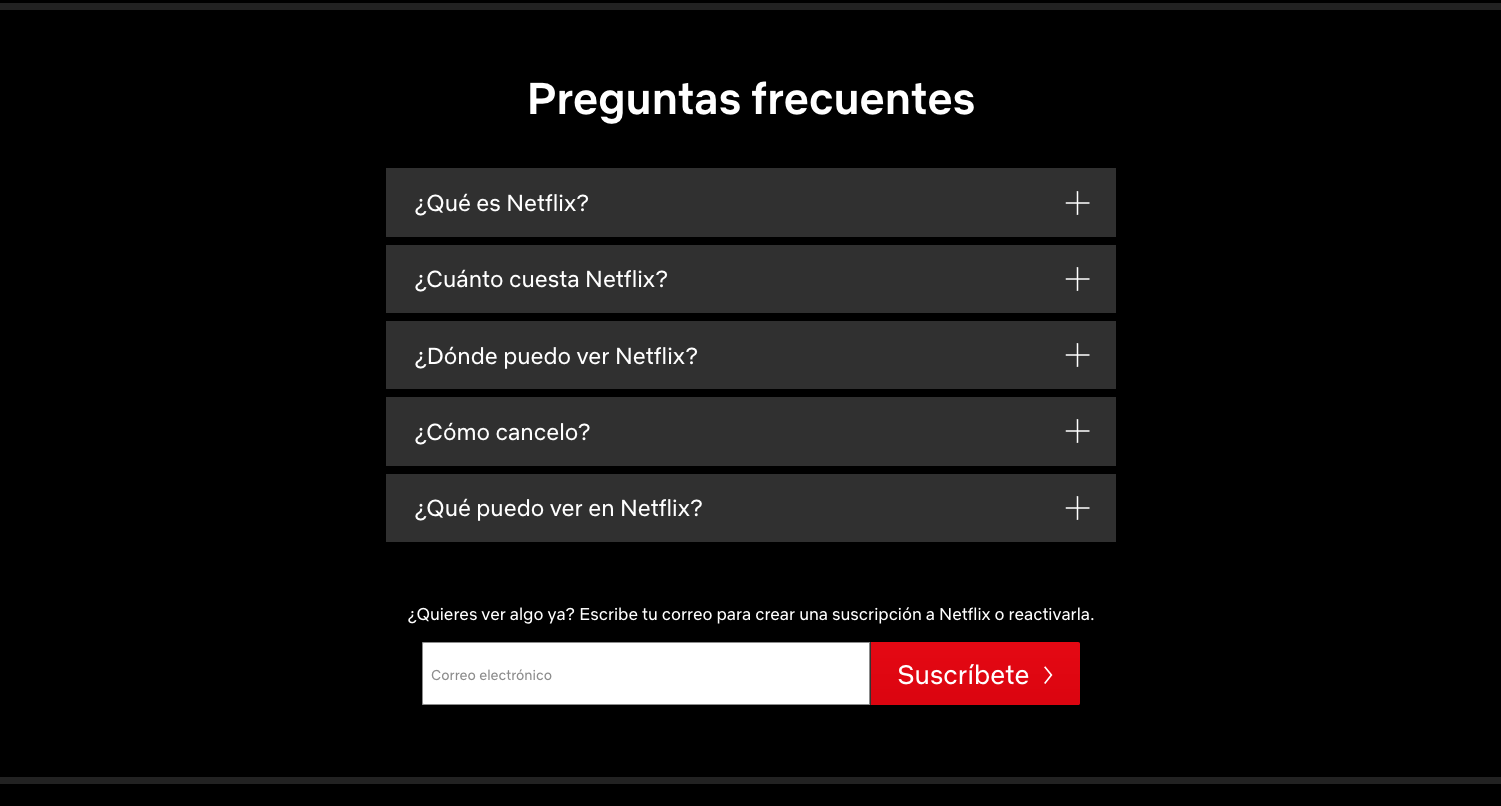 Preguntas frecuentes
¿Qué es Netflix?
¿Cuánto cuesta Netflix?
¿Dónde puedo ver Netflix?
¿Cómo cancelo?
¿Qué puedo ver en Netflix?
¿Quieres ver algo ya? Escribe tu correo para crear una suscripción a Netflix o reactivarla.
Correo electrónico
Suscríbete